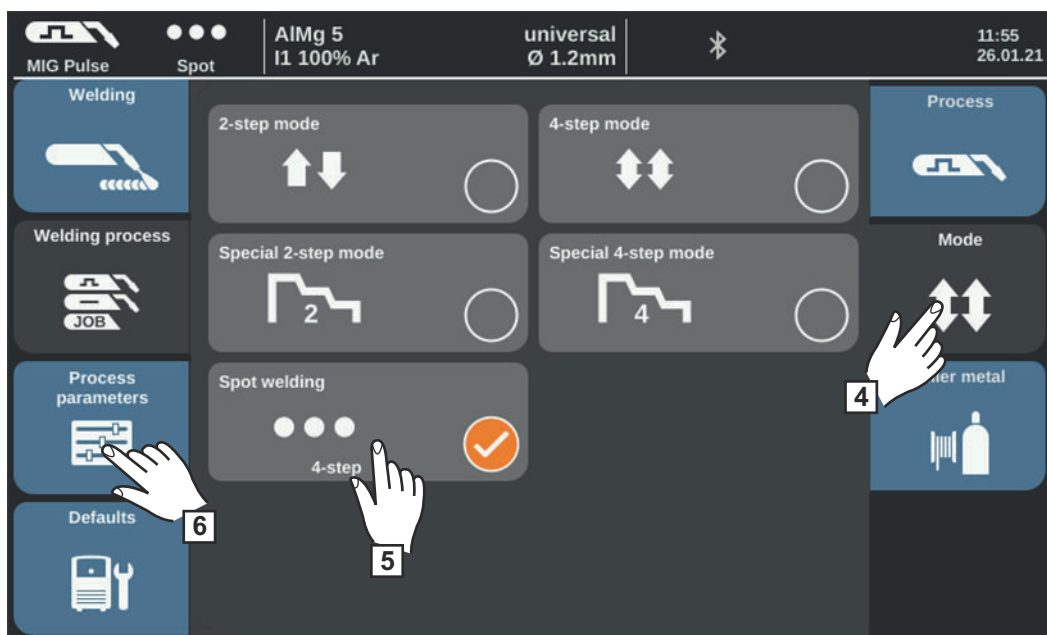 MIG Pulse
Spot
AlMg 5
I1 100% Ar
universal
Ø 1.2mm
11:55
26.01.21
Welding
2-step mode
4-step mode
Process
Welding process
JOB
Special 2-step mode
2
Special 4-step mode
4
Mode
4
Process
parameters
Spot welding
4-step
metal
6
5
Defaults